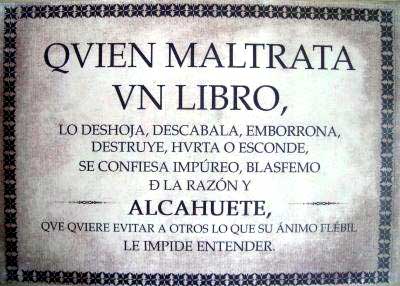 QVIEN MALTRATA
VN LIBRO,
LO DESHOJA, DESCABALA, EMBORRONA,
DESTRUYE, HVRTA O ESCONDE,
SE CONFIESA IMPÚREO, BLASFEMO
Ð LA RAZÓN Y
ALCAHUETE,
QVE QVIERE EVITAR A OTROS LO QUE SU ÁNIMO FLÉBIL
LE IMPIDE ENTENDER.